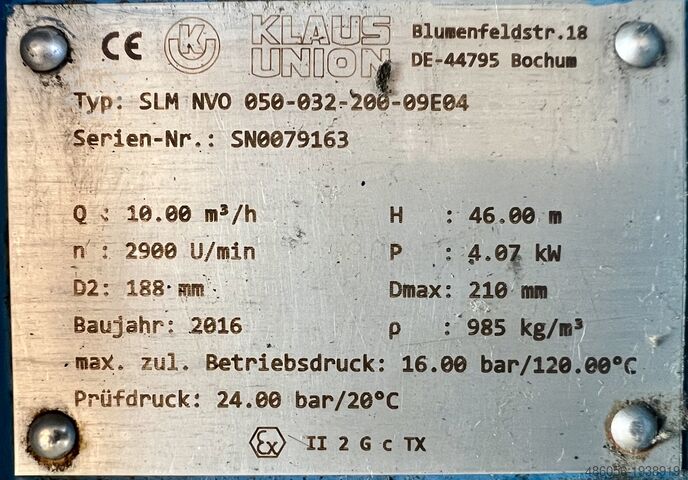 CE KLAUS UNION Blumenfeldstr.18
DE-44795 Bochum
Typ: SLM NVO 050-032-200-09E04
Serien-Nr.: SN0079163
Q : 10.00 m³/h H : 46.00 m
n : 2900 U/min P : 4.07 kW
D2: 188 mm Dmax: 210 mm
Baujahr: 2016 ρ : 985 kg/m³
max. zul. Betriebsdruck: 16.00 bar/120.00°C
Prüfdruck: 24.00 bar/20°C
Ex II 2 G c TX